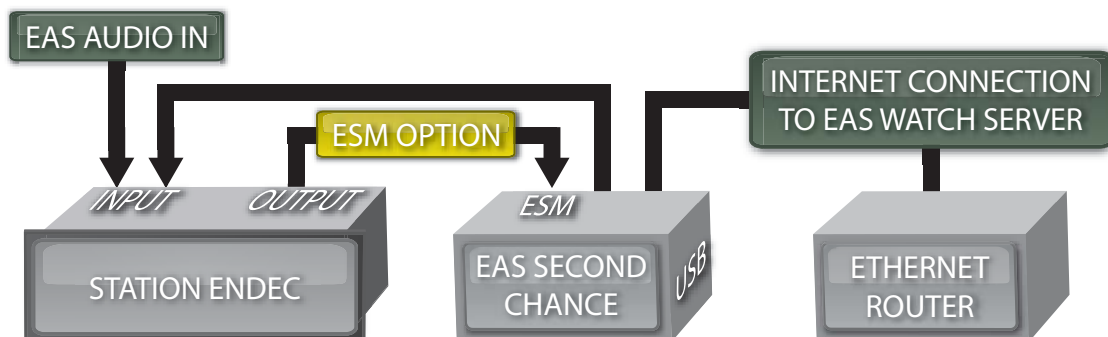 EAS AUDIO IN
INTERNET CONNECTION
TO EAS WATCH SERVER
ESM OPTION
INPUT
OUTPUT
ESM
STATION ENDEC
EAS SECOND
CHANCE
USB
ETHERNET
ROUTER